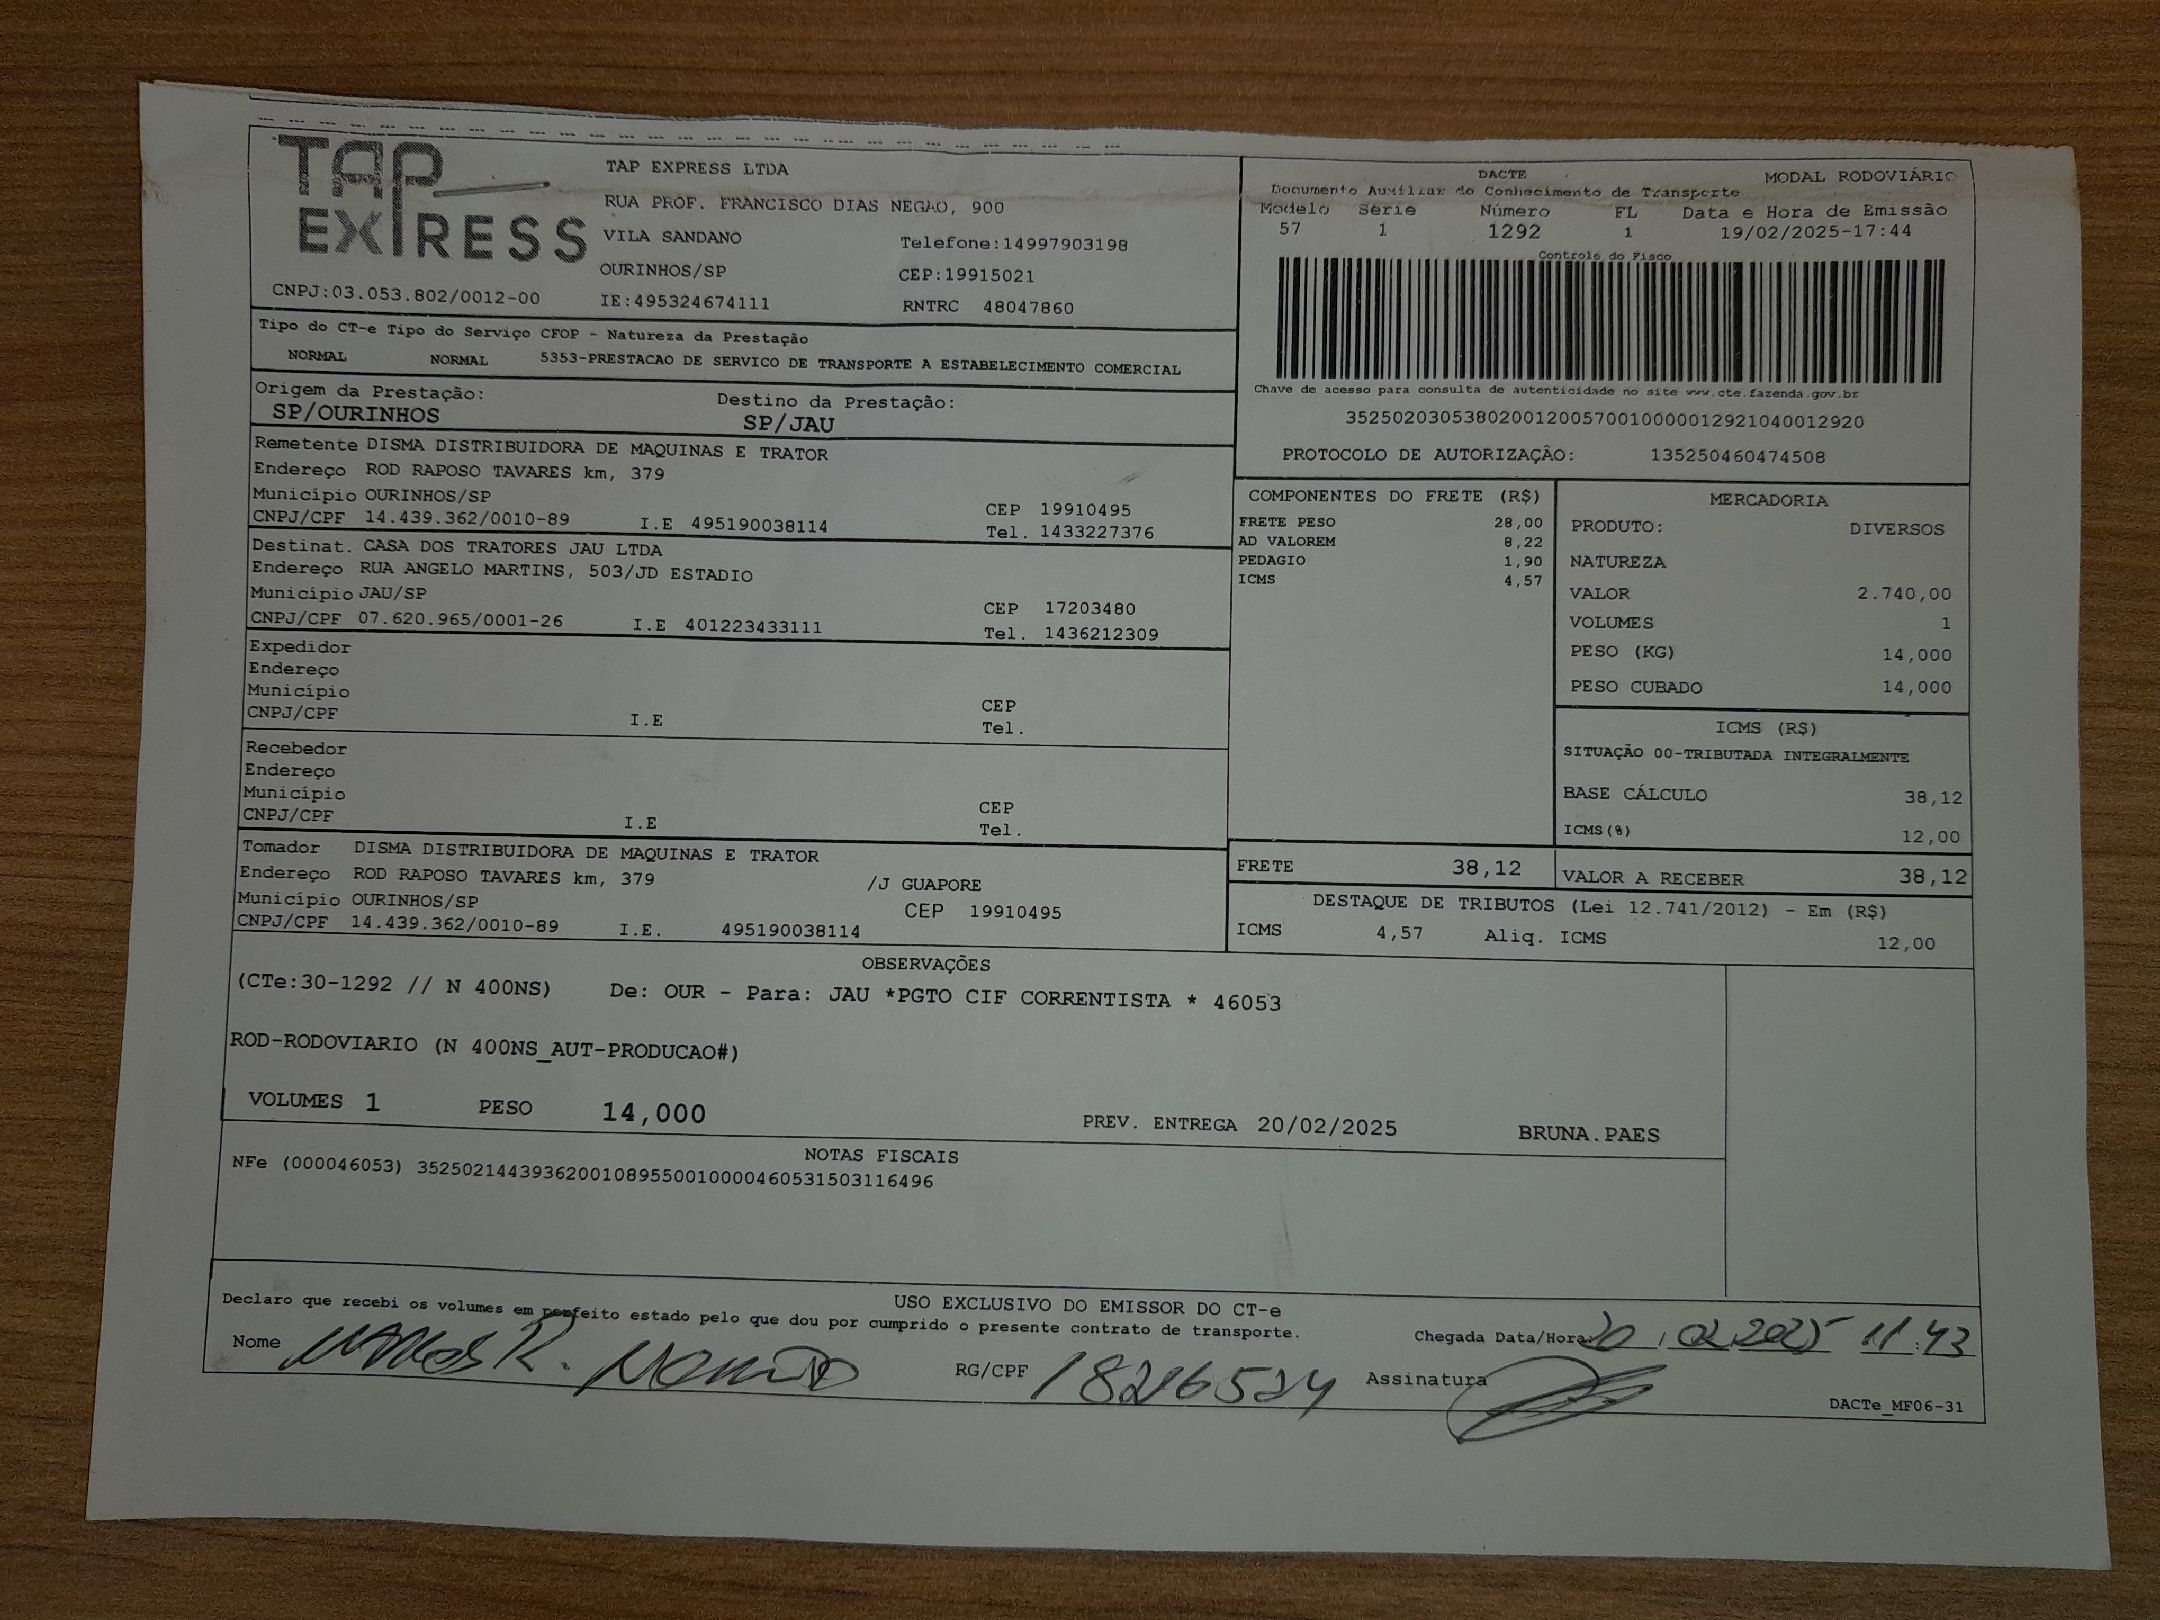 TAP
EXPRESS
TAP EXPRESS LTDA
RUA PROF. FRANCISCO DIAS NEGAO, 900
VILA SANDANO Telefone:14997903198
OURINHOS/SP CEP:19915021
CNPJ:03.053.802/0012-00 IE:495324674111 RNTRC 48047860
DACTE MODAL RODOVIÁRIO
Documento Auxiliar do Conhecimento de Transporte
Modelo Série Número FL Data e Hora de Emissão
57 1 1292 1 19/02/2025-17:44
Controle do Fisco
Chave de acesso para consulta de autenticidade no site www.cte.fazenda.gov.br
35250203053802001200570010000012921040012920
PROTOCOLO DE AUTORIZAÇÃO: 135250460474508
Tipo do CT-e Tipo do Serviço CFOP - Natureza da Prestação
NORMAL NORMAL 5353-PRESTACAO DE SERVICO DE TRANSPORTE A ESTABELECIMENTO COMERCIAL
Origem da Prestação: Destino da Prestação:
SP/OURINHOS SP/JAU
Remetente DISMA DISTRIBUIDORA DE MAQUINAS E TRATOR
Endereço ROD RAPOSO TAVARES km, 379
Município OURINHOS/SP CEP 19910495
CNPJ/CPF 14.439.362/0010-89 I.E 495190038114 Tel. 1433227376
Destinat. CASA DOS TRATORES JAU LTDA
Endereço RUA ANGELO MARTINS, 503/JD ESTADIO
Município JAU/SP CEP 17203480
CNPJ/CPF 07.620.965/0001-26 I.E 401223433111 Tel. 1436212309
Expedidor
Endereço
Município CEP
CNPJ/CPF I.E Tel.
Recebedor
Endereço
Município CEP
CNPJ/CPF I.E Tel.
Tomador DISMA DISTRIBUIDORA DE MAQUINAS E TRATOR
Endereço ROD RAPOSO TAVARES km, 379 /J GUAPORE
Município OURINHOS/SP CEP 19910495
CNPJ/CPF 14.439.362/0010-89 I.E. 495190038114
COMPONENTES DO FRETE (R$)
FRETE PESO 28,00
AD VALOREM 8,22
PEDAGIO 1,90
ICMS 4,57
MERCADORIA
PRODUTO: DIVERSOS
NATUREZA
VALOR 2.740,00
VOLUMES 1
PESO (KG) 14,000
PESO CUBADO 14,000
ICMS (R$)
SITUAÇÃO 00-TRIBUTADA INTEGRALMENTE
BASE CÁLCULO 38,12
ICMS(%) 12,00
FRETE 38,12 VALOR A RECEBER 38,12
DESTAQUE DE TRIBUTOS (Lei 12.741/2012) - Em (R$)
ICMS 4,57 Aliq. ICMS 12,00
OBSERVAÇÕES
(CTe:30-1292 // N 400NS) De: OUR - Para: JAU *PGTO CIF CORRENTISTA * 46053
ROD-RODOVIARIO (N 400NS_AUT-PRODUCAO#)
VOLUMES 1 PESO 14,000 PREV. ENTREGA 20/02/2025 BRUNA.PAES
NOTAS FISCAIS
NFe (000046053) 35250214439362001089550010000460531503116496
USO EXCLUSIVO DO EMISSOR DO CT-e
Declaro que recebi os volumes em perfeito estado pelo que dou por cumprido o presente contrato de transporte.
Chegada Data/Hora 20/02 2025 11:43
Nome RG/CPF 18216524 Assinatura
DACTe_MF06-31